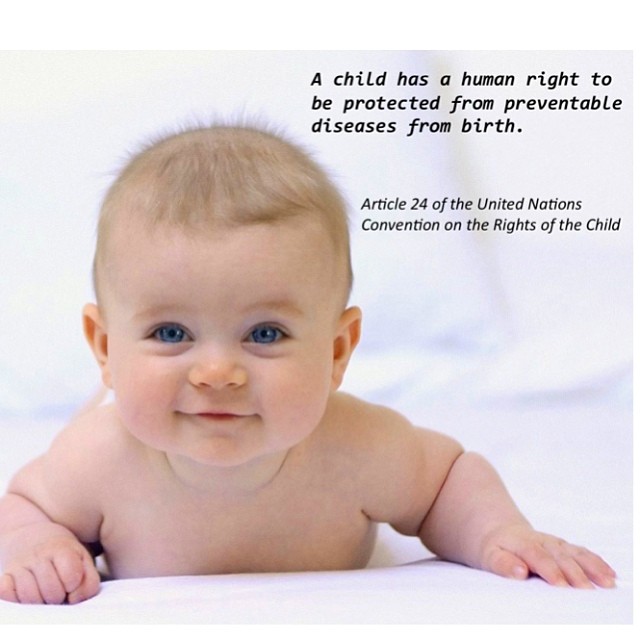 A child has a human right to
be protected from preventable
diseases from birth.
Article 24 of the United Nations
Convention on the Rights of the Child